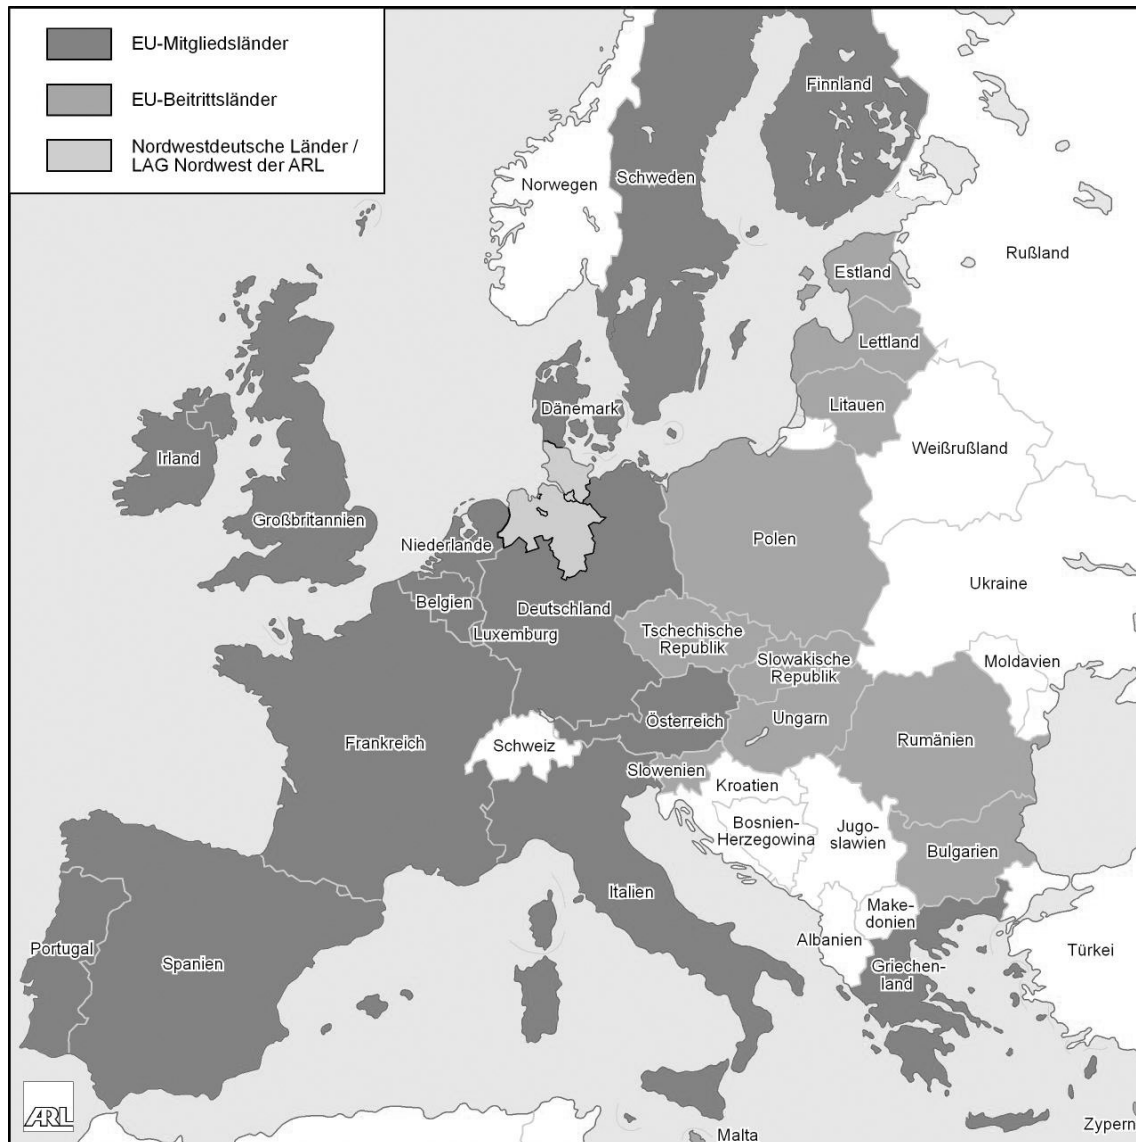 EU-Mitgliedsländer
EU-Beitrittsländer
Nordwestdeutsche Länder /
LAG Nordwest der ARL
Finnland
Norwegen
Schweden
Rußland
Estland
Lettland
Dänemark
Litauen
Weißrußland
Irland
Großbritannien
Niederlande
Polen
Ukraine
Belgien
Deutschland
Luxemburg
Tschechische
Republik
Slowakische
Republik
Moldavien
Österreich
Ungarn
Frankreich
Schweiz
Rumänien
Slowenien
Kroatien
Bosnien-
Herzegowina
Jugo-
slawien
Bulgarien
Italien
Make-
donien
Albanien
Portugal
Spanien
Griechen-
land
Türkei
ARL
Malta
Zypern